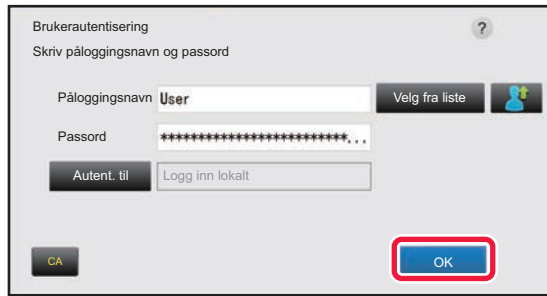 Brukerautentisering
?
Skriv påloggingsnavn og passord
Påloggingsnavn User Velg fra liste
Passord **************************...
Autent. til Logg inn lokalt
CA OK